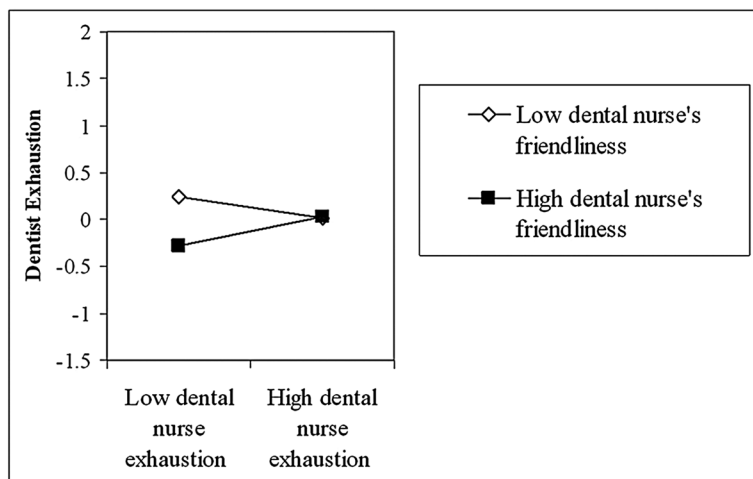 2
1.5
1
0.5
0
-0.5
-1
-1.5
Dentist Exhaustion
Low dental
nurse
exhaustion
High dental
nurse
exhaustion
Low dental nurse's
friendliness
High dental nurse's
friendliness